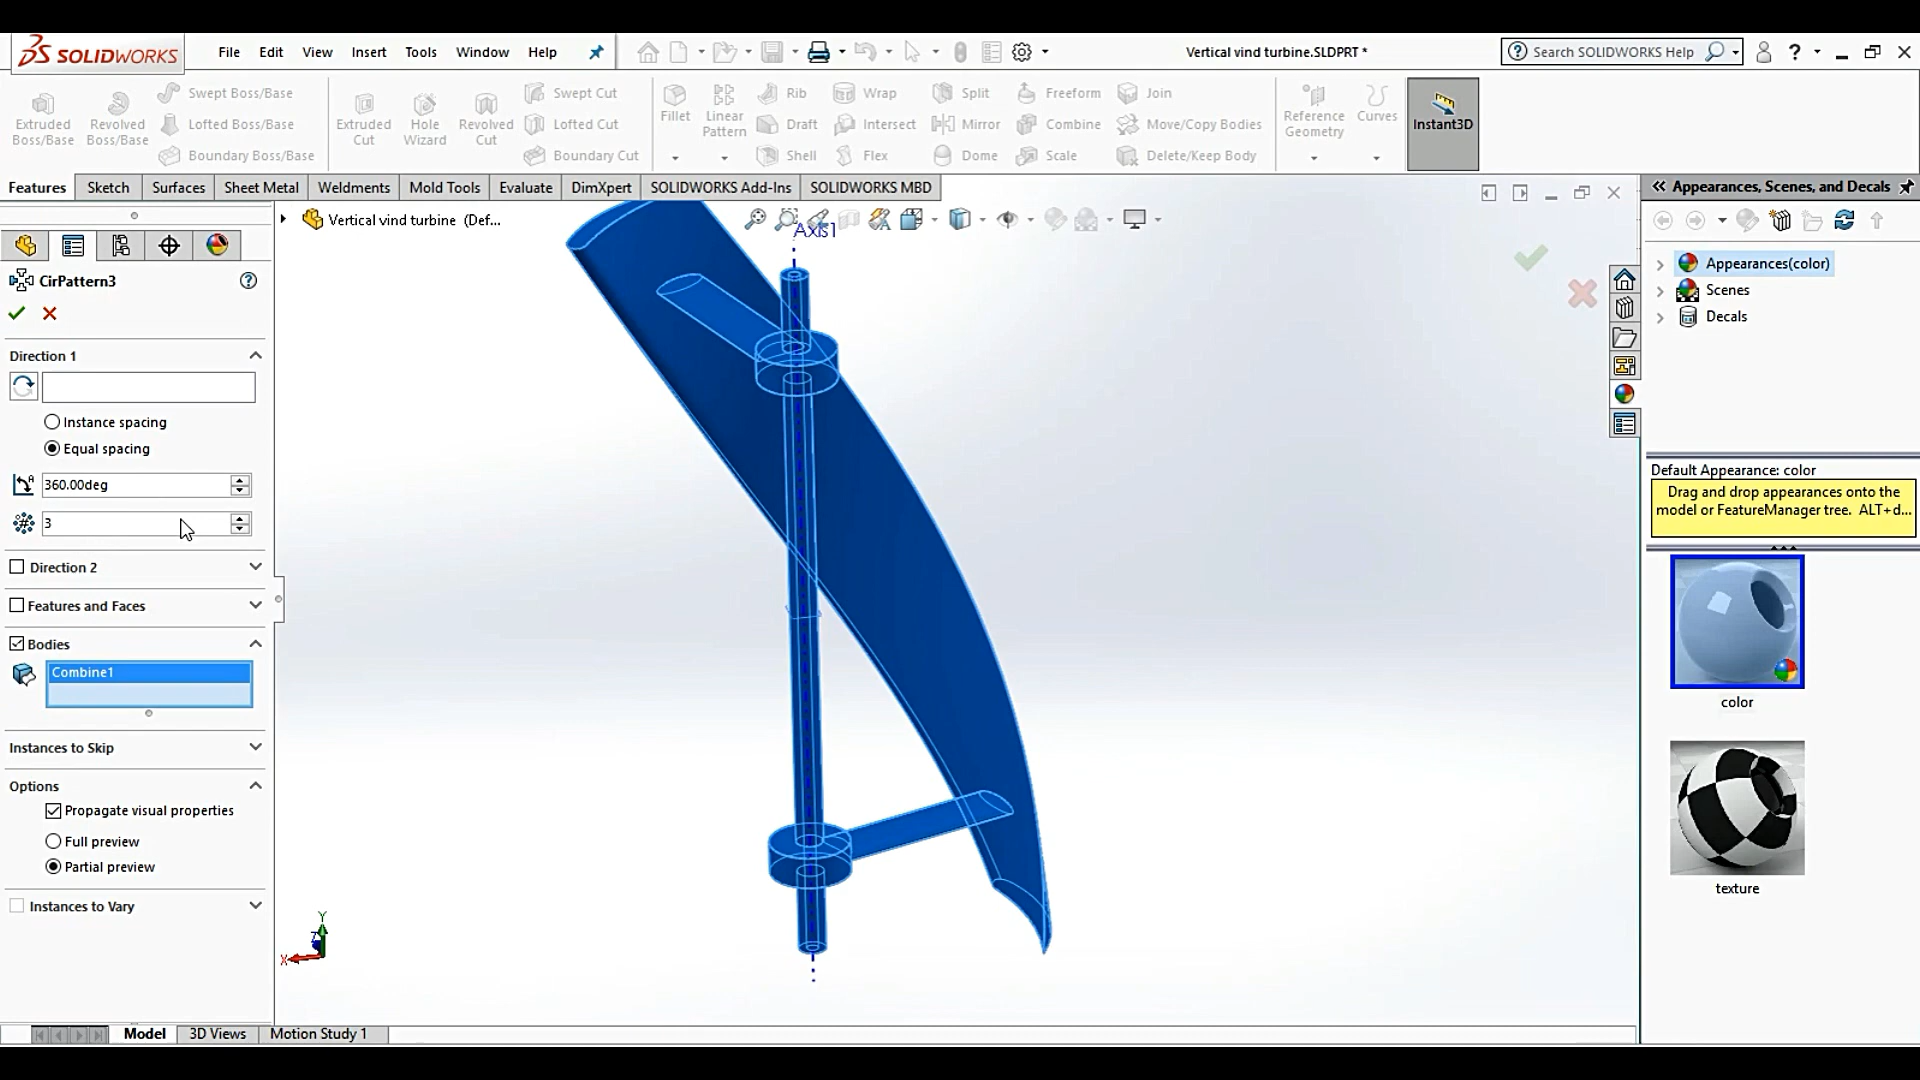 SOLIDWORKS File Edit View Insert Tools Window Help Vertical vind turbine.SLDPRT * Search SOLIDWORKS Help
Extruded Boss/Base
Revolved Boss/Base
Swept Boss/Base
Lofted Boss/Base
Boundary Boss/Base
Extruded Cut
Hole Wizard
Revolved Cut
Swept Cut
Lofted Cut
Boundary Cut
Fillet
Linear Pattern
Rib
Draft
Shell
Wrap
Intersect
Flex
Split
Mirror
Dome
Freeform
Combine
Scale
Join
Move/Copy Bodies
Delete/Keep Body
Reference Geometry
Curves
Instant3D
Features Sketch Surfaces Sheet Metal Weldments Mold Tools Evaluate DimXpert SOLIDWORKS Add-Ins SOLIDWORKS MBD
CirPattern3
Direction 1
Instance spacing
Equal spacing
360.00deg
3
Direction 2
Features and Faces
Bodies
Combine1
Instances to Skip
Options
Propagate visual properties
Full preview
Partial preview
Instances to Vary
Vertical vind turbine (Def...
Axis1
Y
Z
X
Model 3D Views Motion Study 1
Appearances, Scenes, and Decals
Appearances(color)
Scenes
Decals
Default Appearance: color
Drag and drop appearances onto the
model or FeatureManager tree. ALT+d...
color
texture